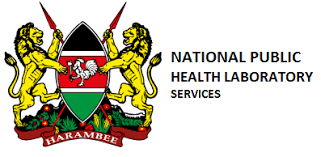 NATIONAL PUBLIC
HEALTH LABORATORY
SERVICES
HARAMBEE